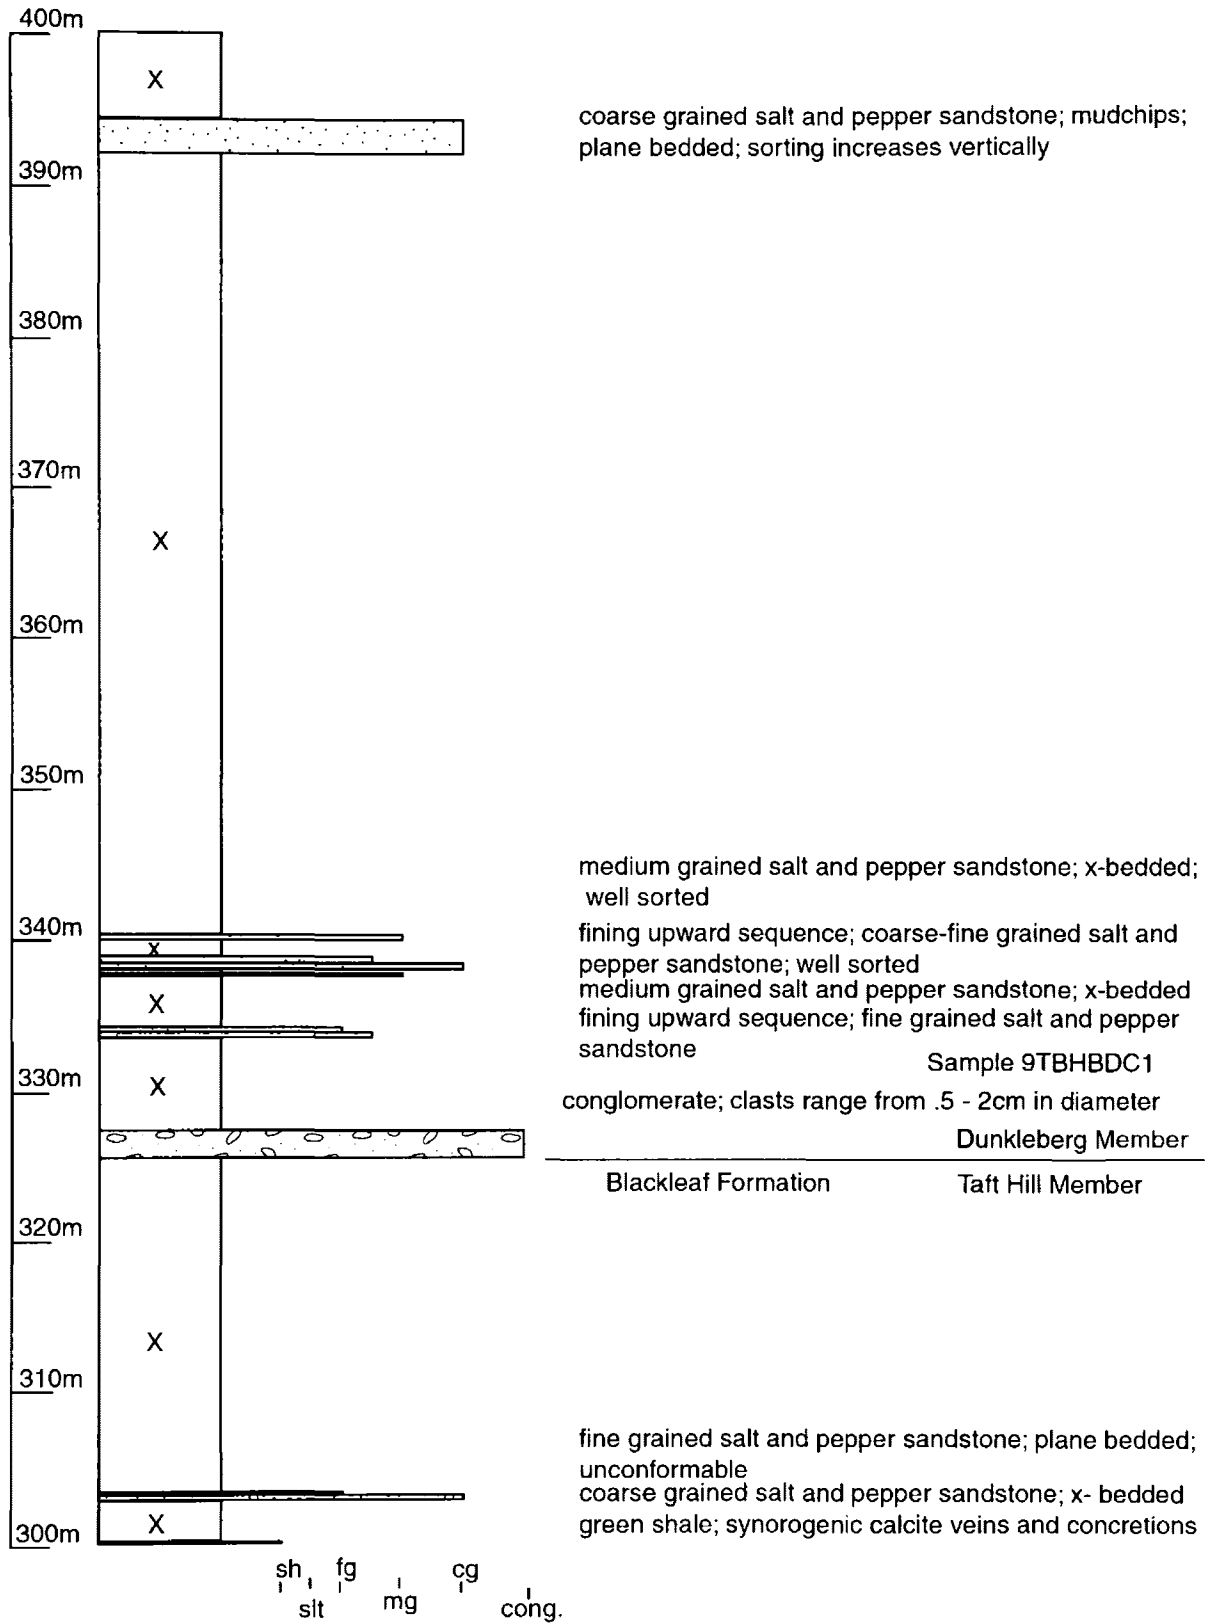 400m
X
coarse grained salt and pepper sandstone; mudchips;
plane bedded; sorting increases vertically
390m
380m
370m
X
360m
350m
medium grained salt and pepper sandstone; x-bedded;
well sorted
340m
x
fining upward sequence; coarse-fine grained salt and
pepper sandstone; well sorted
X
medium grained salt and pepper sandstone; x-bedded
fining upward sequence; fine grained salt and pepper
sandstone
Sample 9TBHBDC1
330m
X
conglomerate; clasts range from .5 - 2cm in diameter
Dunkleberg Member
Blackleaf Formation Taft Hill Member
320m
X
310m
fine grained salt and pepper sandstone; plane bedded;
unconformable
coarse grained salt and pepper sandstone; x- bedded
X
green shale; synorogenic calcite veins and concretions
300m
sh fg cg
slt mg cong.